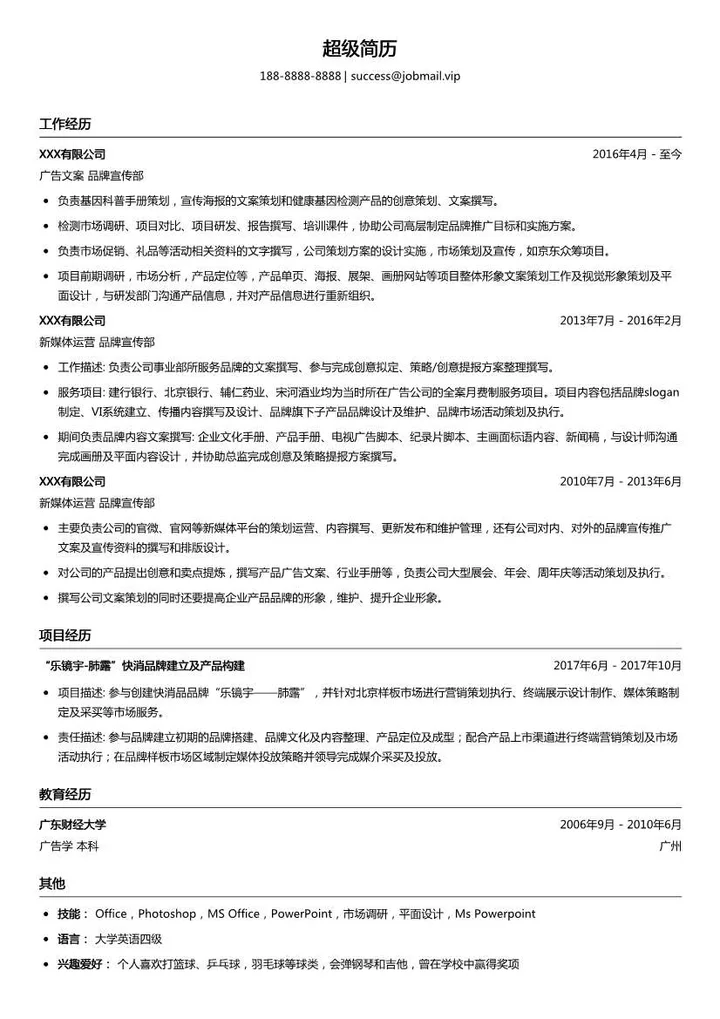 超级简历
188-8888-8888 | success@jobmail.vip
工作经历
XXX有限公司 2016年4月 - 至今
广告文案 品牌宣传部
• 负责基因科普手册策划，宣传海报的文案策划和健康基因检测产品的创意策划、文案撰写。
• 检测市场调研、项目对比、项目研发、报告撰写、培训课件，协助公司高层制定品牌推广目标和实施方案。
• 负责市场促销、礼品等活动相关资料的文字撰写，公司策划方案的设计实施，市场策划及宣传，如京东众筹项目。
• 项目前期调研，市场分析，产品定位等，产品单页、海报、展架、画册网站等项目整体形象文案策划工作及视觉形象策划及平
面设计，与研发部门沟通产品信息，并对产品信息进行重新组织。
XXX有限公司 2013年7月 - 2016年2月
新媒体运营 品牌宣传部
• 工作描述: 负责公司事业部所服务品牌的文案撰写、参与完成创意拟定、策略/创意提报方案整理撰写。
• 服务项目: 建行银行、北京银行、辅仁药业、宋河酒业均为当时所在广告公司的全案月费制服务项目。项目内容包括品牌slogan
制定、VI系统建立、传播内容撰写及设计、品牌旗下子产品品牌设计及维护、品牌市场活动策划及执行。
• 期间负责品牌内容文案撰写: 企业文化手册、产品手册、电视广告脚本、纪录片脚本、主画面标语内容、新闻稿，与设计师沟通
完成画册及平面内容设计，并协助总监完成创意及策略提报方案撰写。
XXX有限公司 2010年7月 - 2013年6月
新媒体运营 品牌宣传部
• 主要负责公司的官微、官网等新媒体平台的策划运营、内容撰写、更新发布和维护管理，还有公司对内、对外的品牌宣传推广
文案及宣传资料的撰写和排版设计。
• 对公司的产品提出创意和卖点提炼，撰写产品广告文案、行业手册等，负责公司大型展会、年会、周年庆等活动策划及执行。
• 撰写公司文案策划的同时还要提高企业产品品牌的形象，维护、提升企业形象。
项目经历
“乐镜宇-肺露”快消品牌建立及产品构建 2017年6月 - 2017年10月
• 项目描述: 参与创建快消品品牌“乐镜宇——肺露”，并针对北京样板市场进行营销策划执行、终端展示设计制作、媒体策略制
定及采买等市场服务。
• 责任描述: 参与品牌建立初期的品牌搭建、品牌文化及内容整理、产品定位及成型；配合产品上市渠道进行终端营销策划及市场
活动执行；在品牌样板市场区域制定媒体投放策略并领导完成媒介采买及投放。
教育经历
广东财经大学 2006年9月 - 2010年6月
广告学 本科 广州
其他
• 技能： Office，Photoshop，MS Office，PowerPoint，市场调研，平面设计，Ms Powerpoint
• 语言： 大学英语四级
• 兴趣爱好： 个人喜欢打篮球、乒乓球，羽毛球等球类，会弹钢琴和吉他，曾在学校中赢得奖项